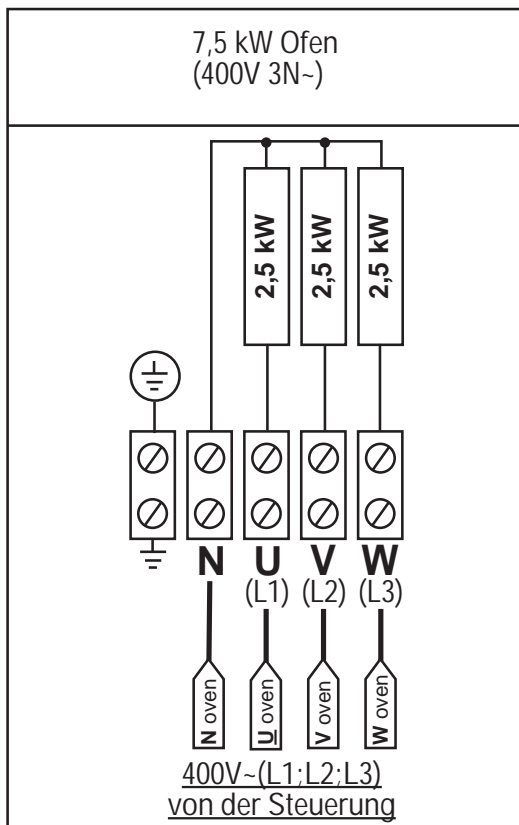 7,5 kW Ofen
(400V 3N~)
2,5 kW
2,5 kW
2,5 kW
N U V W
(L1) (L2) (L3)
N oven
U oven
V oven
W oven
400V~(L1;L2;L3)
von der Steuerung